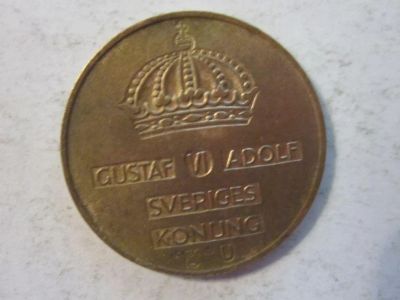 GUSTAF VI ADOLF
SVERIGES
KONUNG
U